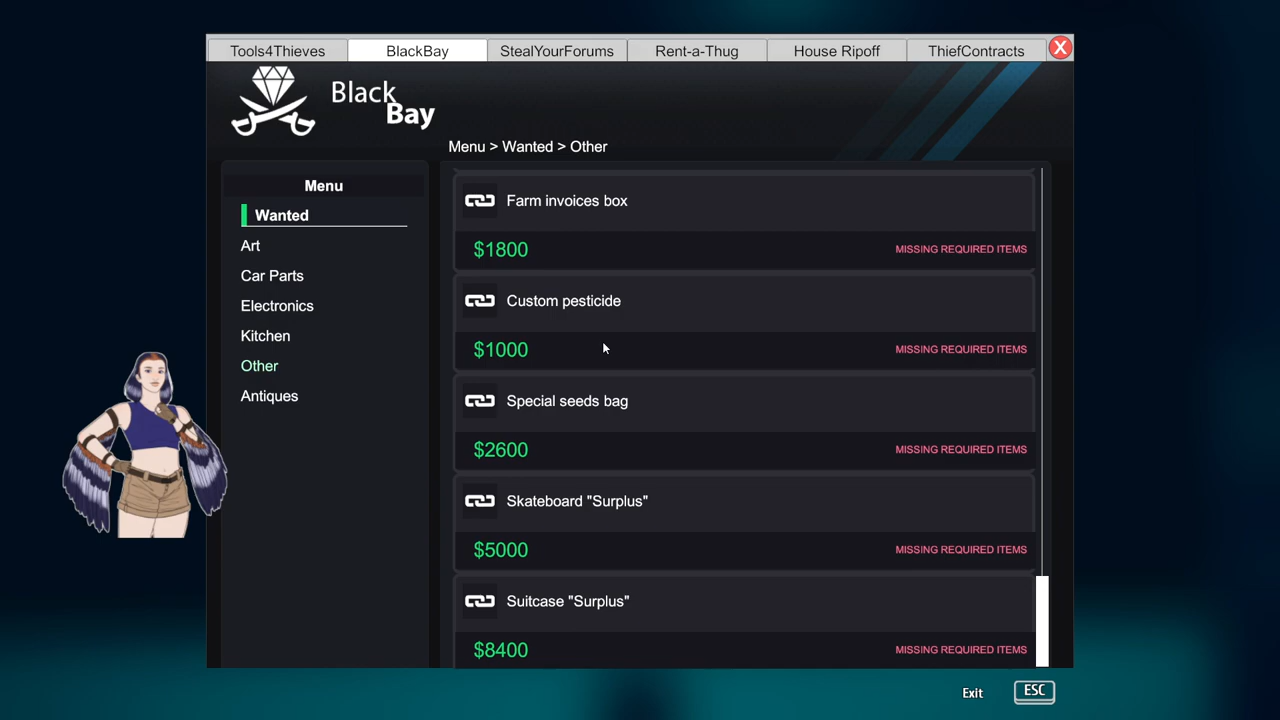 Tools4Thieves
BlackBay
StealYourForums
Rent-a-Thug
House Ripoff
ThiefContracts
X
Black
Bay
Menu > Wanted > Other
Menu
Wanted
Art
Car Parts
Electronics
Kitchen
Other
Antiques
Farm invoices box
$1800
MISSING REQUIRED ITEMS
Custom pesticide
$1000
MISSING REQUIRED ITEMS
Special seeds bag
$2600
MISSING REQUIRED ITEMS
Skateboard "Surplus"
$5000
MISSING REQUIRED ITEMS
Suitcase "Surplus"
$8400
MISSING REQUIRED ITEMS
Exit
ESC